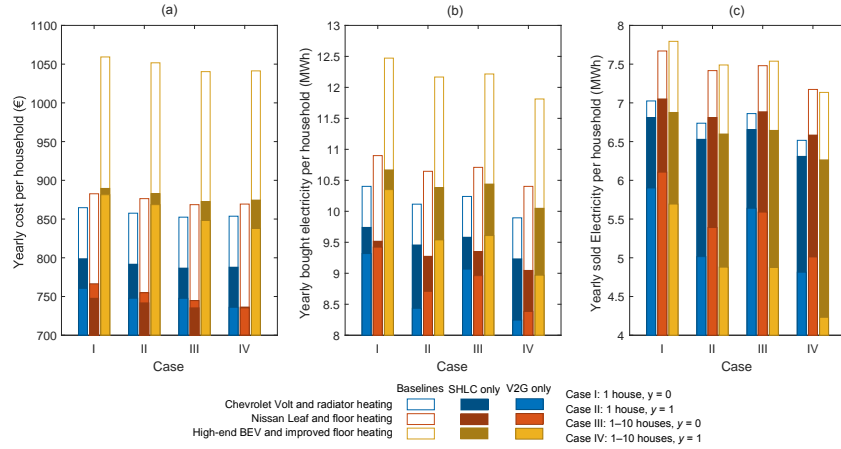 (a)
Yearly cost per household (€)
1100
1050
1000
950
900
850
800
750
700
I II III IV
Case
(b)
Yearly bought electricity per household (MWh)
13
12.5
12
11.5
11
10.5
10
9.5
9
8.5
8
I II III IV
Case
(c)
Yearly sold Electricity per household (MWh)
8
7.5
7
6.5
6
5.5
5
4.5
4
I II III IV
Case
Baselines SHLC only V2G only
Chevrolet Volt and radiator heating
Nissan Leaf and floor heating
High-end BEV and improved floor heating
Case I: 1 house, y = 0
Case II: 1 house, y = 1
Case III: 1–10 houses, y = 0
Case IV: 1–10 houses, y = 1